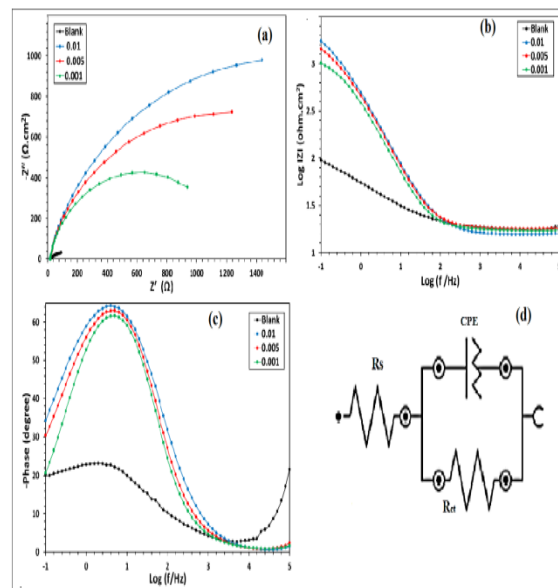 (a)
Blank
0.01
0.005
0.001
1000
800
600
400
200
0
0 200 400 600 800 1000 1200 1400 1600
-Z'' (Ω.cm²)
Z' (Ω)
(b)
Blank
0.01
0.005
0.001
3
2.5
2
1.5
1
-1 0 1 2 3 4 5
Log IZI (ohm.cm²)
Log (f/Hz)
(c)
Blank
0.01
0.005
0.001
60
50
40
30
20
10
0
-1 0 1 2 3 4 5
-Phase (degree)
Log (f/Hz)
(d)
CPE
Rs
Rct